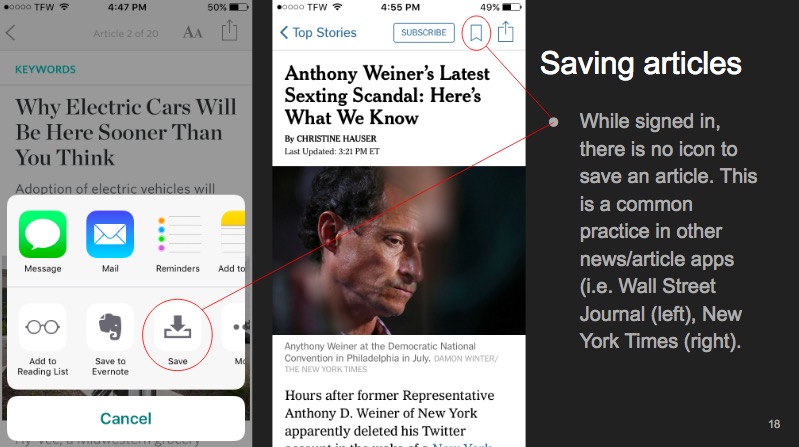 TFW 4:47 PM 50%
Article 2 of 20 AA
KEYWORDS
Why Electric Cars Will
Be Here Sooner Than
You Think
Adoption of electric vehicles will
Message Mail Reminders Add to
Add to Reading List
Save to Evernote
Save
Mo
Cancel
Hy-Vee, a Midwestern grocery
TFW 4:55 PM 49%
Top Stories SUBSCRIBE
Anthony Weiner's Latest
Sexting Scandal: Here's
What We Know
By CHRISTINE HAUSER
Last Updated: 3:21 PM ET
Anythony Weiner at the Democratic National
Convention in Philadelphia in July. DAMON WINTER/
THE NEW YORK TIMES
Hours after former Representative
Anthony D. Weiner of New York
apparently deleted his Twitter
account in the wake of a New York
Saving articles
● While signed in,
there is no icon to
save an article. This
is a common
practice in other
news/article apps
(i.e. Wall Street
Journal (left), New
York Times (right).
18